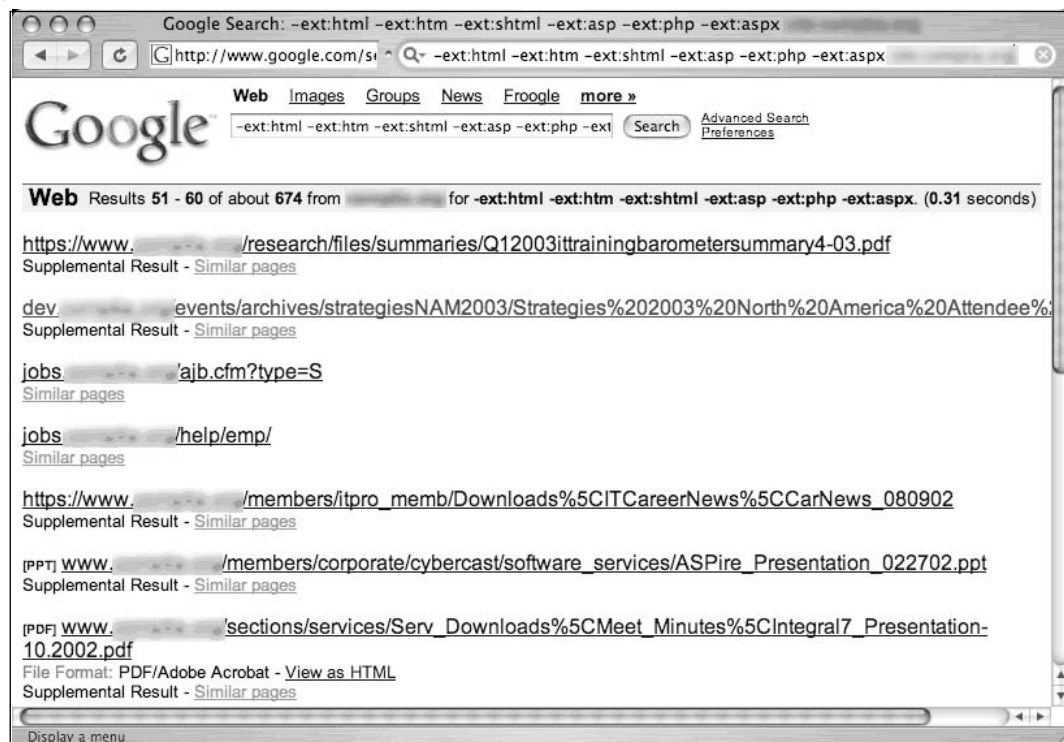 Google Search: -ext:html -ext:htm -ext:shtml -ext:asp -ext:php -ext:aspx
G http://www.google.com/se -ext:html -ext:htm -ext:shtml -ext:asp -ext:php -ext:aspx
Web Images Groups News Froogle more »
Google™
-ext:html -ext:htm -ext:shtml -ext:asp -ext:php -ext Search Advanced Search
Preferences
Web Results 51 - 60 of about 674 from for -ext:html -ext:htm -ext:shtml -ext:asp -ext:php -ext:aspx. (0.31 seconds)
https://www. /research/files/summaries/Q12003ittrainingbarometersummary4-03.pdf
Supplemental Result - Similar pages
dev. events/archives/strategiesNAM2003/Strategies%202003%20North%20America%20Attendee%
Supplemental Result - Similar pages
jobs. /ajb.cfm?type=S
Similar pages
jobs /help/emp/
Similar pages
https://www. /members/itpro_memb/Downloads%5CITCareerNews%5CCarNews_080902
Supplemental Result - Similar pages
[PPT] www. /members/corporate/cybercast/software_services/ASPire_Presentation_022702.ppt
Supplemental Result - Similar pages
[PDF] www. /sections/services/Serv_Downloads%5CMeet_Minutes%5CIntegral7_Presentation-
10.2002.pdf
File Format: PDF/Adobe Acrobat - View as HTML
Supplemental Result - Similar pages
Display a menu